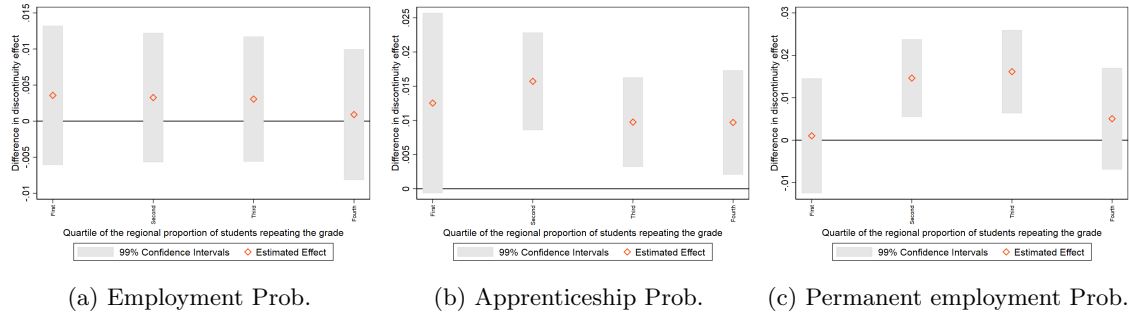 Difference in discontinuity effect
.015
.01
.005
0
-.005
-.01
First
Second
Third
Fourth
Quartile of the regional proportion of students repeating the grade
99% Confidence Intervals
Estimated Effect
(a) Employment Prob.
Difference in discontinuity effect
.025
.02
.015
.01
.005
0
First
Second
Third
Fourth
Quartile of the regional proportion of students repeating the grade
99% Confidence Intervals
Estimated Effect
(b) Apprenticeship Prob.
Difference in discontinuity effect
.03
.02
.01
0
-.01
First
Second
Third
Fourth
Quartile of the regional proportion of students repeating the grade
99% Confidence Intervals
Estimated Effect
(c) Permanent employment Prob.